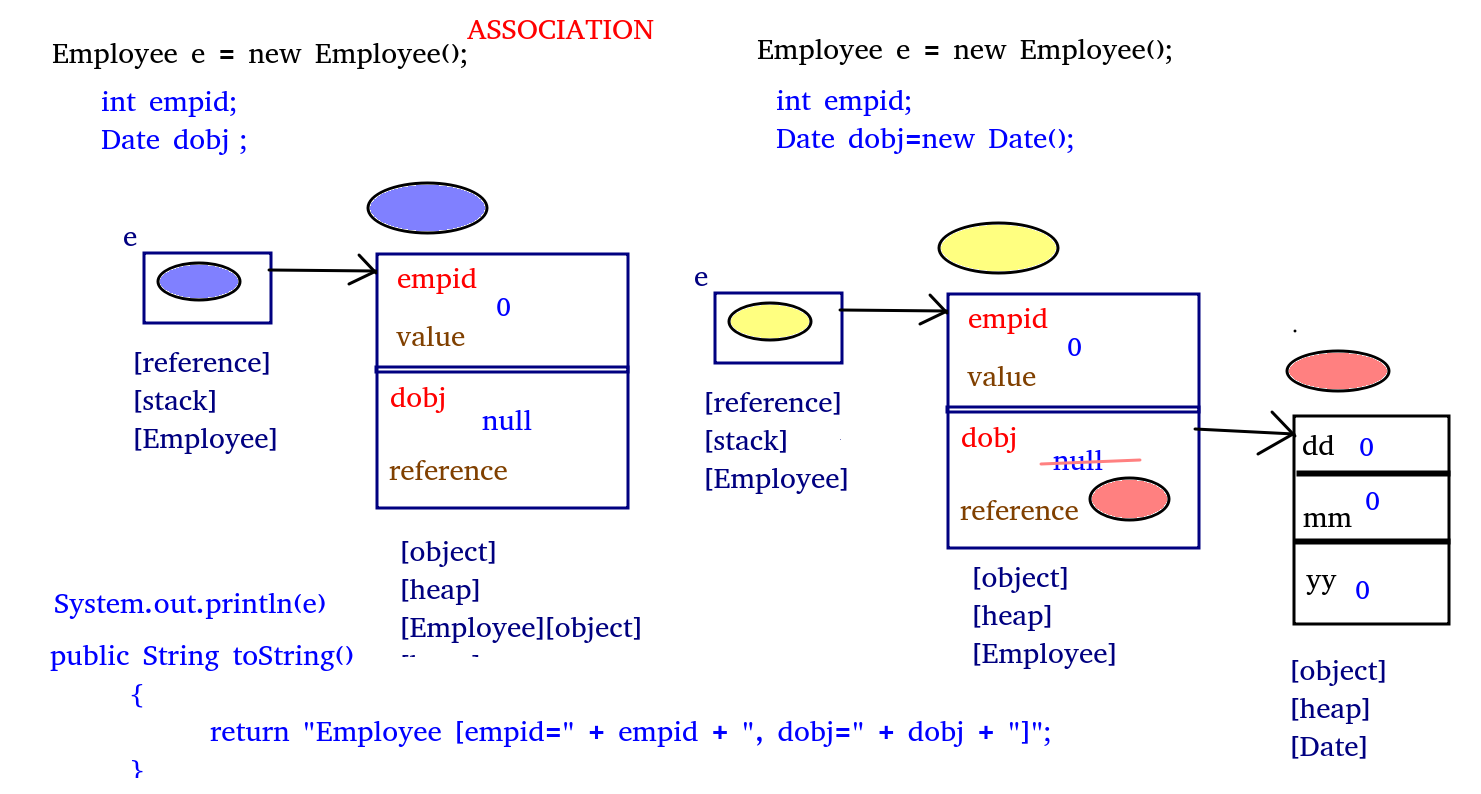 ASSOCIATION
Employee e = new Employee();
int empid;
Date dobj ;
e
empid
0
value
dobj
null
reference
[reference]
[stack]
[Employee]
[object]
[heap]
[Employee][object]
Employee e = new Employee();
int empid;
Date dobj=new Date();
e
empid
0
value
dobj
null
reference
[reference]
[stack]
[Employee]
[object]
[heap]
[Employee]
dd 0
mm 0
yy 0
[object]
[heap]
[Date]
System.out.println(e)
public String toString()
{
return "Employee [empid=" + empid + ", dobj=" + dobj + "]";
}